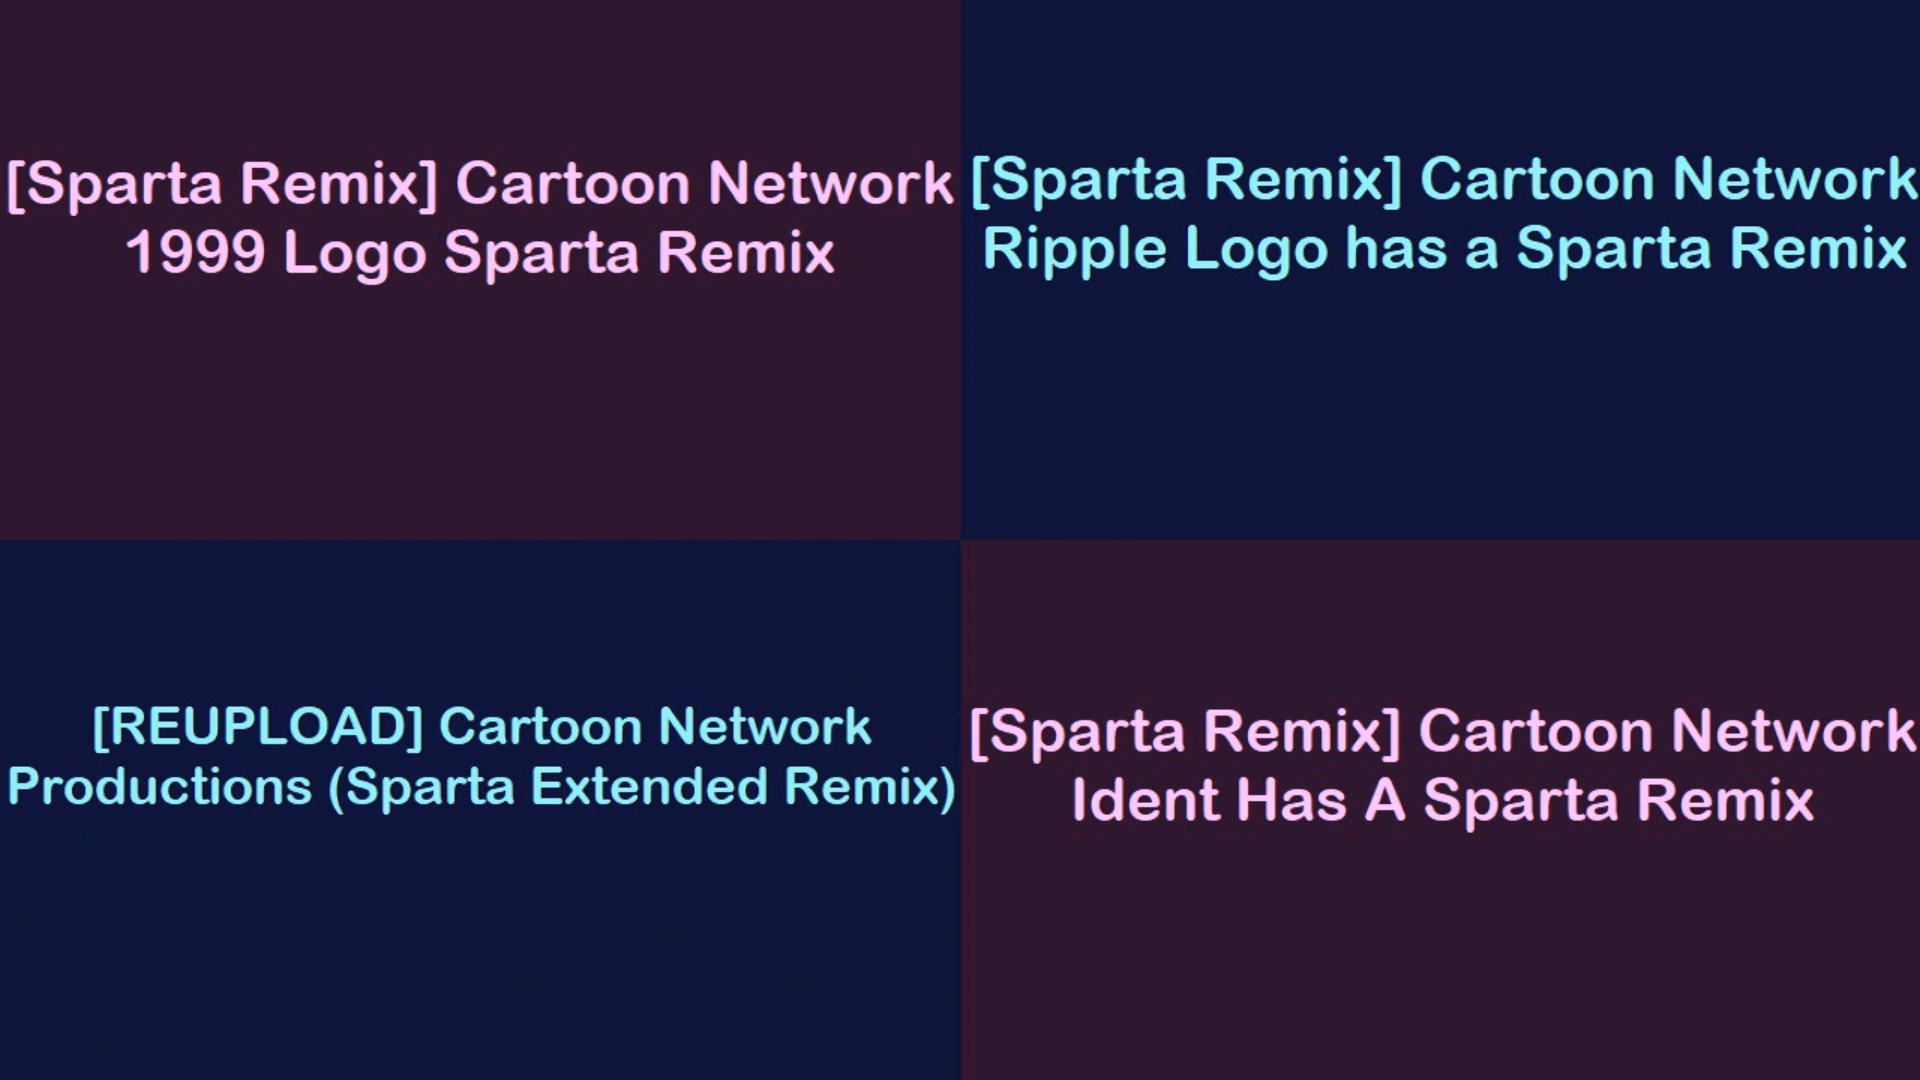 [Sparta Remix] Cartoon Network
1999 Logo Sparta Remix
[Sparta Remix] Cartoon Network
Ripple Logo has a Sparta Remix
[REUPLOAD] Cartoon Network
Productions (Sparta Extended Remix)
[Sparta Remix] Cartoon Network
Ident Has A Sparta Remix